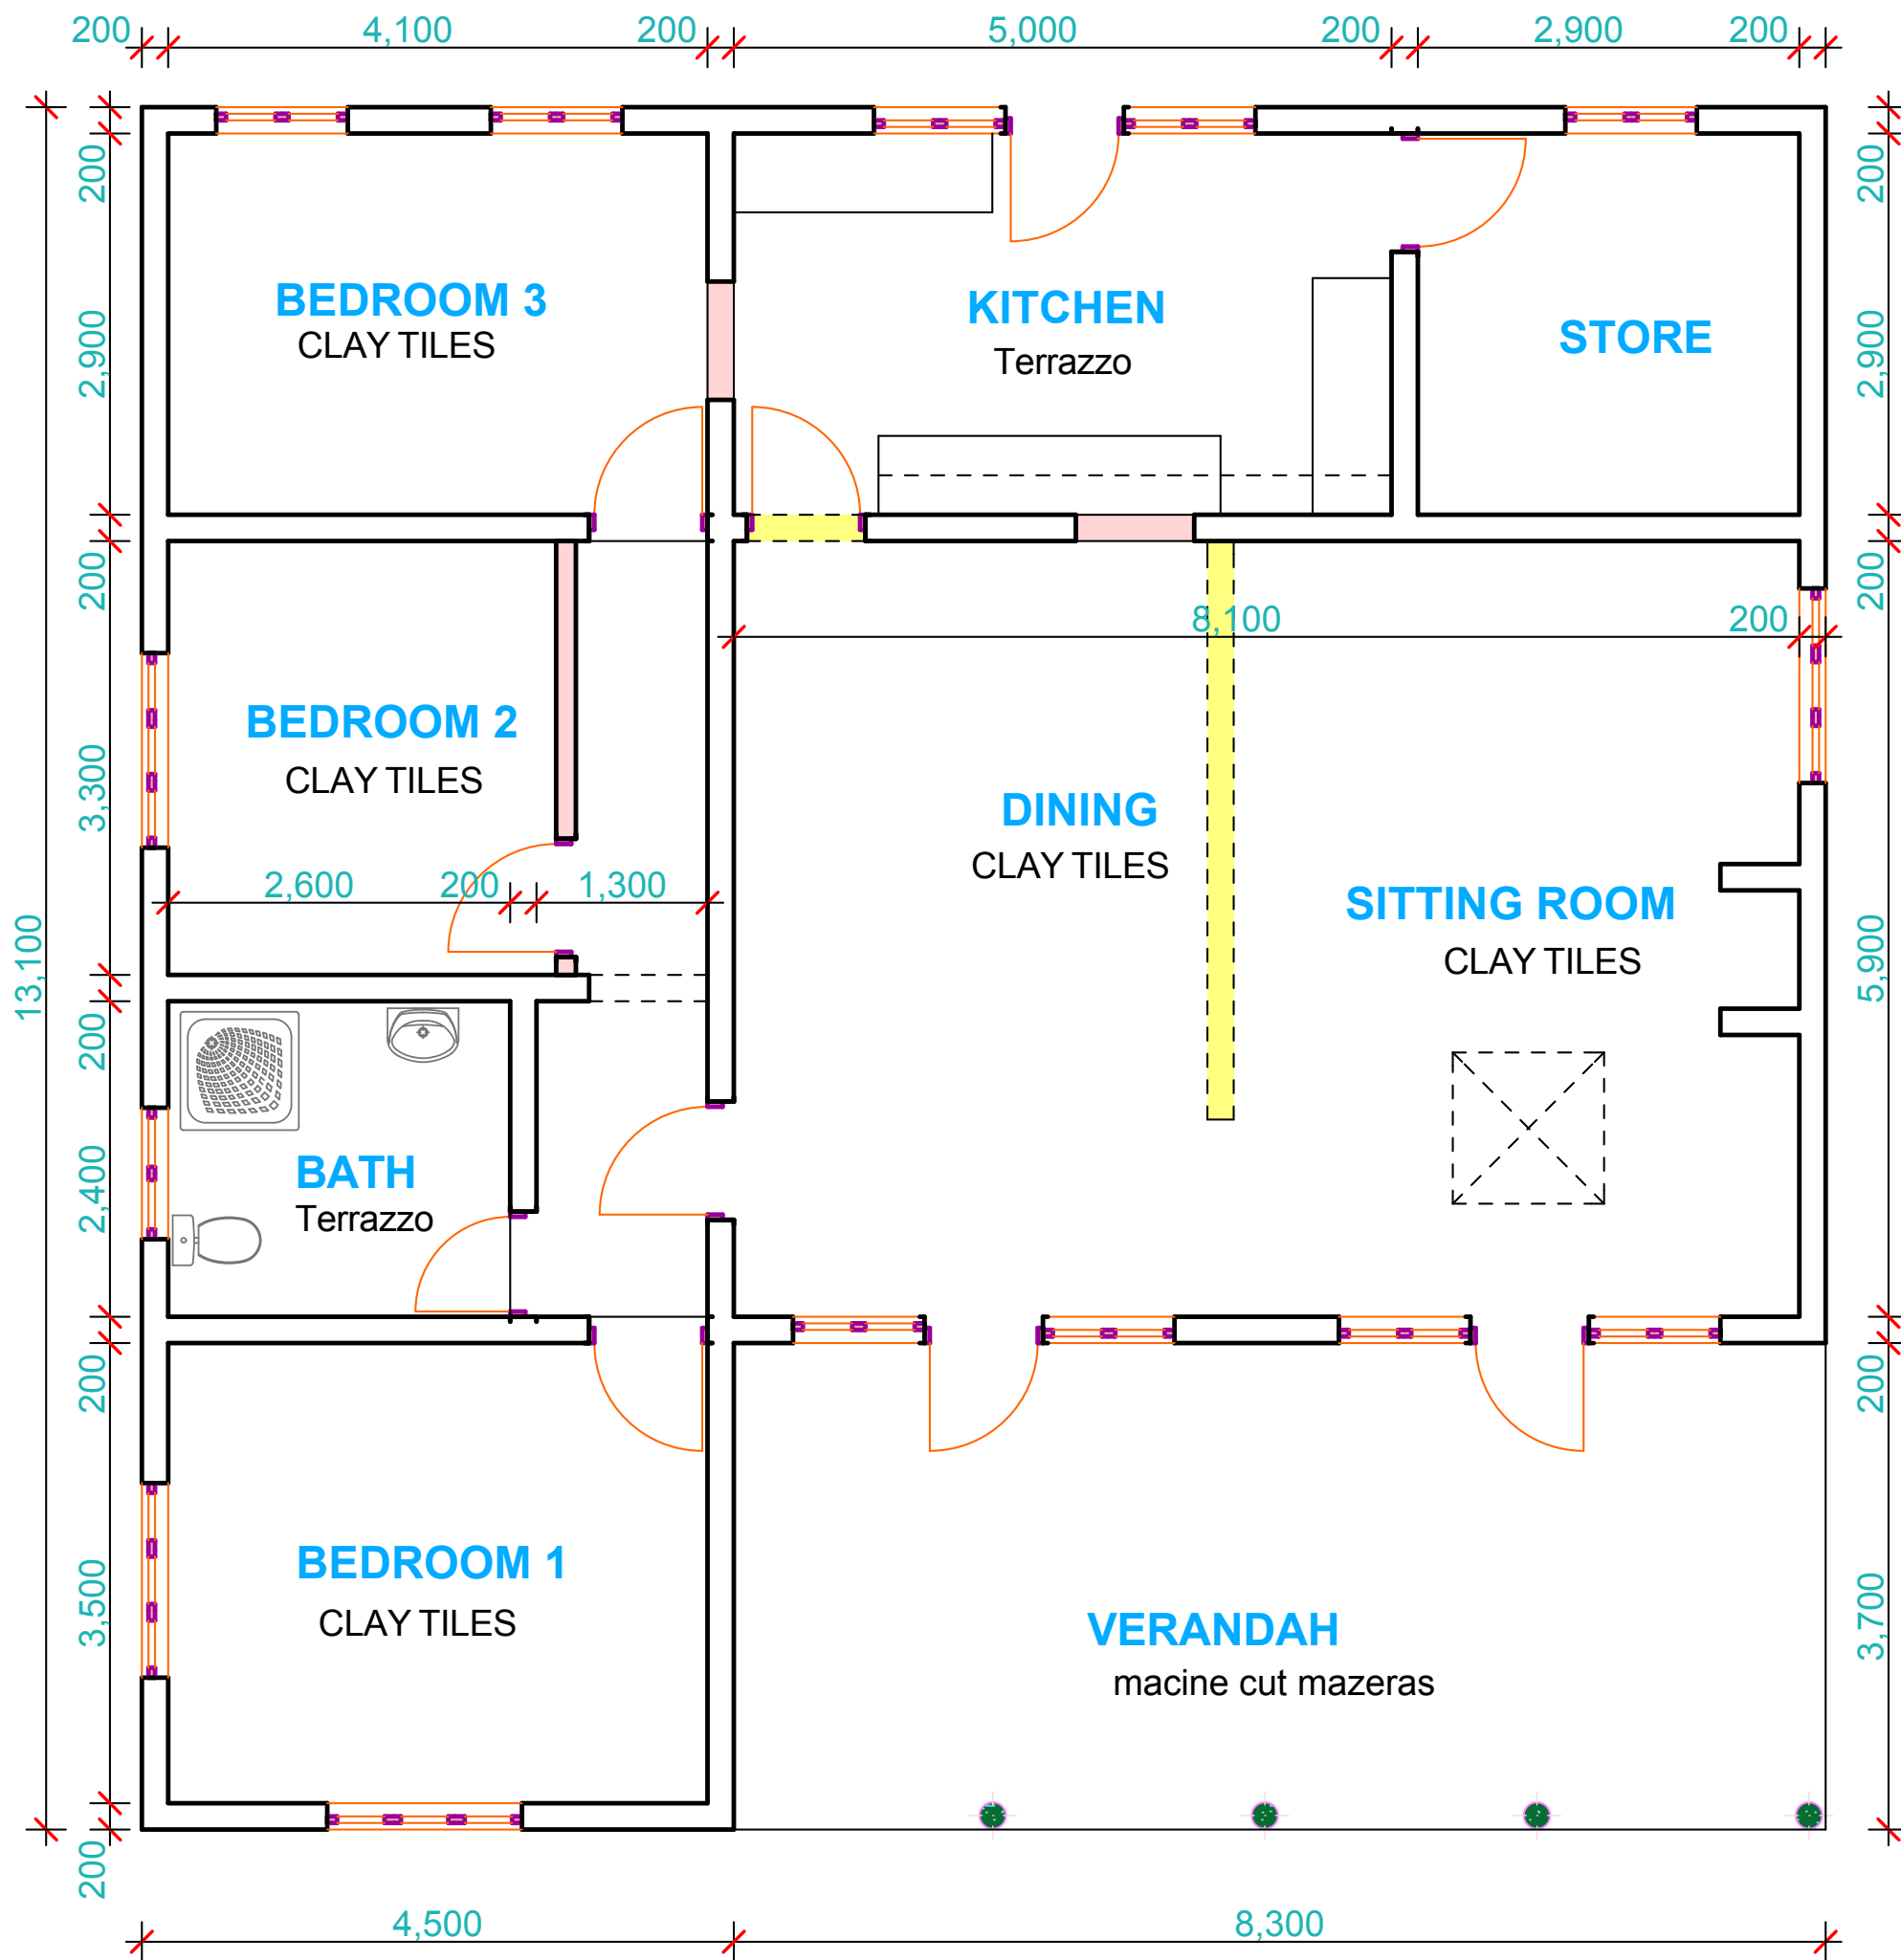 200 4,100 200 5,000 200 2,900 200
200
200
BEDROOM 3
CLAY TILES
KITCHEN
Terrazzo
STORE
2,900
2,900
200
200
8,100 200
BEDROOM 2
CLAY TILES
3,300
DINING
CLAY TILES
2,600 200 1,300
SITTING ROOM
CLAY TILES
13,100
5,900
200
BATH
Terrazzo
2,400
200
200
BEDROOM 1
CLAY TILES
3,500
VERANDAH
macine cut mazeras
3,700
200
4,500 8,300